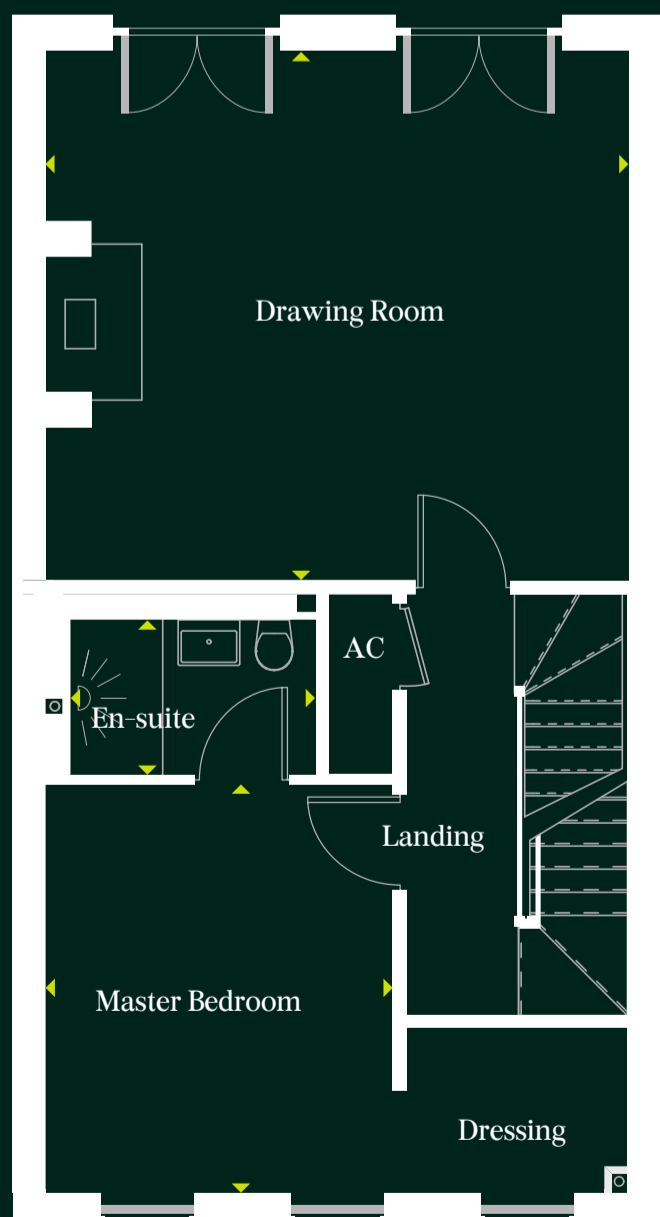 Drawing Room
AC
En-suite
Landing
Master Bedroom
Dressing